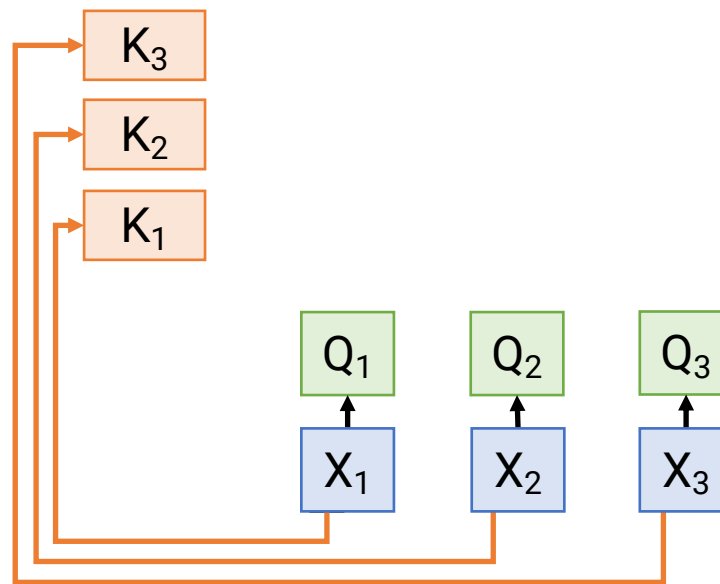 K₃
K₂
K₁
Q₁ Q₂ Q₃
X₁ X₂ X₃